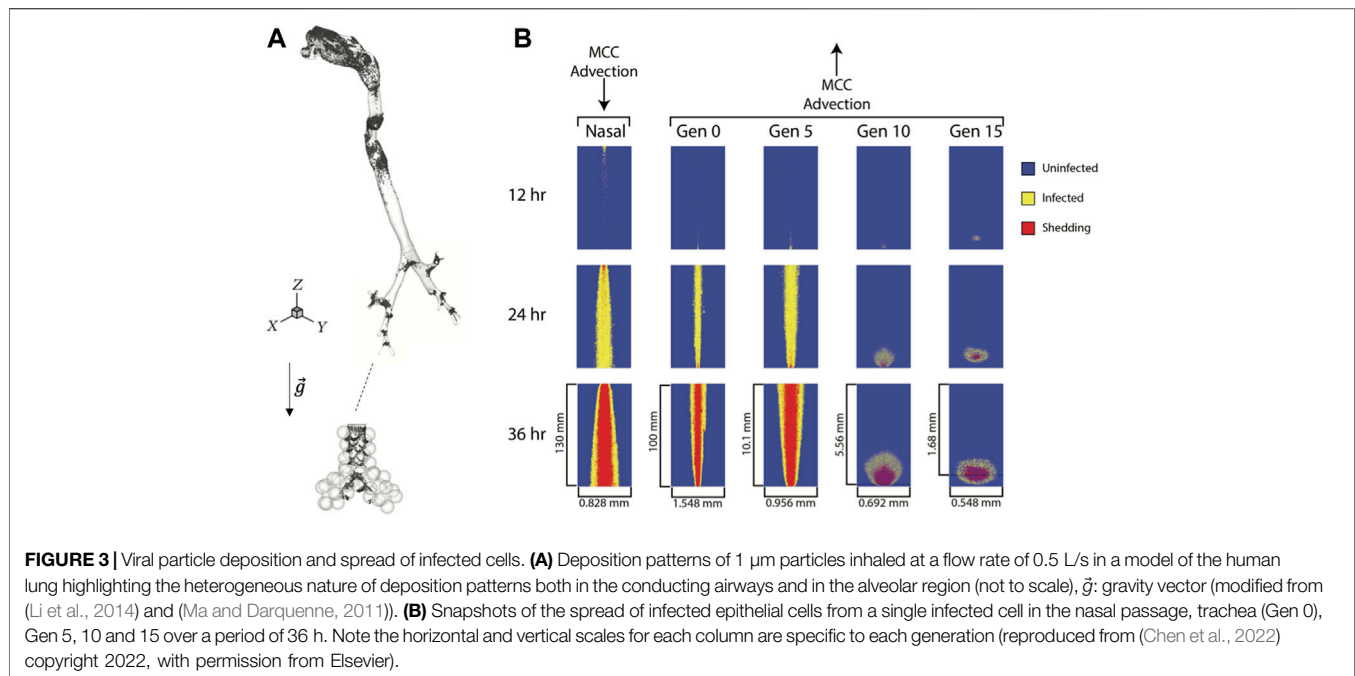 A
B
MCC
Advection
MCC
Advection
Nasal
Gen 0
Gen 5
Gen 10
Gen 15
12 hr
Uninfected
Infected
Shedding
Z
X
Y
24 hr
g⃗
36 hr
130 mm
100 mm
10.1 mm
5.56 mm
1.68 mm
0.828 mm
1.548 mm
0.956 mm
0.692 mm
0.548 mm
FIGURE 3 | Viral particle deposition and spread of infected cells. (A) Deposition patterns of 1 µm particles inhaled at a flow rate of 0.5 L/s in a model of the human
lung highlighting the heterogeneous nature of deposition patterns both in the conducting airways and in the alveolar region (not to scale), g⃗: gravity vector (modified from
(Li et al., 2014) and (Ma and Darquenne, 2011)). (B) Snapshots of the spread of infected epithelial cells from a single infected cell in the nasal passage, trachea (Gen 0),
Gen 5, 10 and 15 over a period of 36 h. Note the horizontal and vertical scales for each column are specific to each generation (reproduced from (Chen et al., 2022)
copyright 2022, with permission from Elsevier).